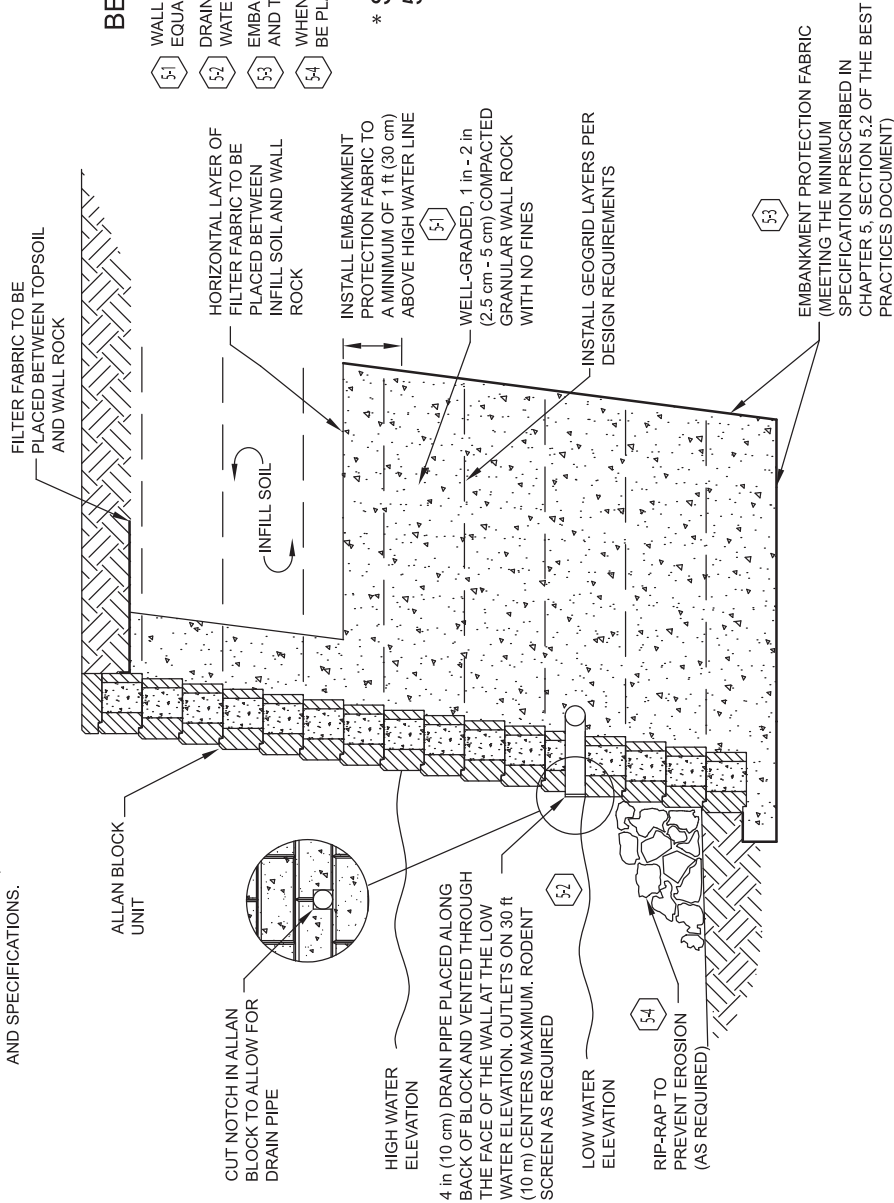 AND SPECIFICATIONS.
FILTER FABRIC TO BE
PLACED BETWEEN TOPSOIL
AND WALL ROCK
ALLAN BLOCK
UNIT
CUT NOTCH IN ALLAN
BLOCK TO ALLOW FOR
DRAIN PIPE
HIGH WATER
ELEVATION
4 in (10 cm) DRAIN PIPE PLACED ALONG
BACK OF BLOCK AND VENTED THROUGH
THE FACE OF THE WALL AT THE LOW
WATER ELEVATION. OUTLETS ON 30 ft
(10 m) CENTERS MAXIMUM. RODENT
SCREEN AS REQUIRED
5-2
LOW WATER
ELEVATION
5-4
RIP-RAP TO
PREVENT EROSION
(AS REQUIRED)
INFILL SOIL
HORIZONTAL LAYER OF
FILTER FABRIC TO BE
PLACED BETWEEN
INFILL SOIL AND WALL
ROCK
INSTALL EMBANKMENT
PROTECTION FABRIC TO
A MINIMUM OF 1 ft (30 cm)
ABOVE HIGH WATER LINE
5-1
WELL-GRADED, 1 in - 2 in
(2.5 cm - 5 cm) COMPACTED
GRANULAR WALL ROCK
WITH NO FINES
INSTALL GEOGRID LAYERS PER
DESIGN REQUIREMENTS
5-3
EMBANKMENT PROTECTION FABRIC
(MEETING THE MINIMUM
SPECIFICATION PRESCRIBED IN
CHAPTER 5, SECTION 5.2 OF THE BEST
PRACTICES DOCUMENT)
BE
5-1 WALL
EQUA
5-2 DRAIN
WATE
5-3 EMBA
AND T
5-4 WHEN
BE PL
* S
5